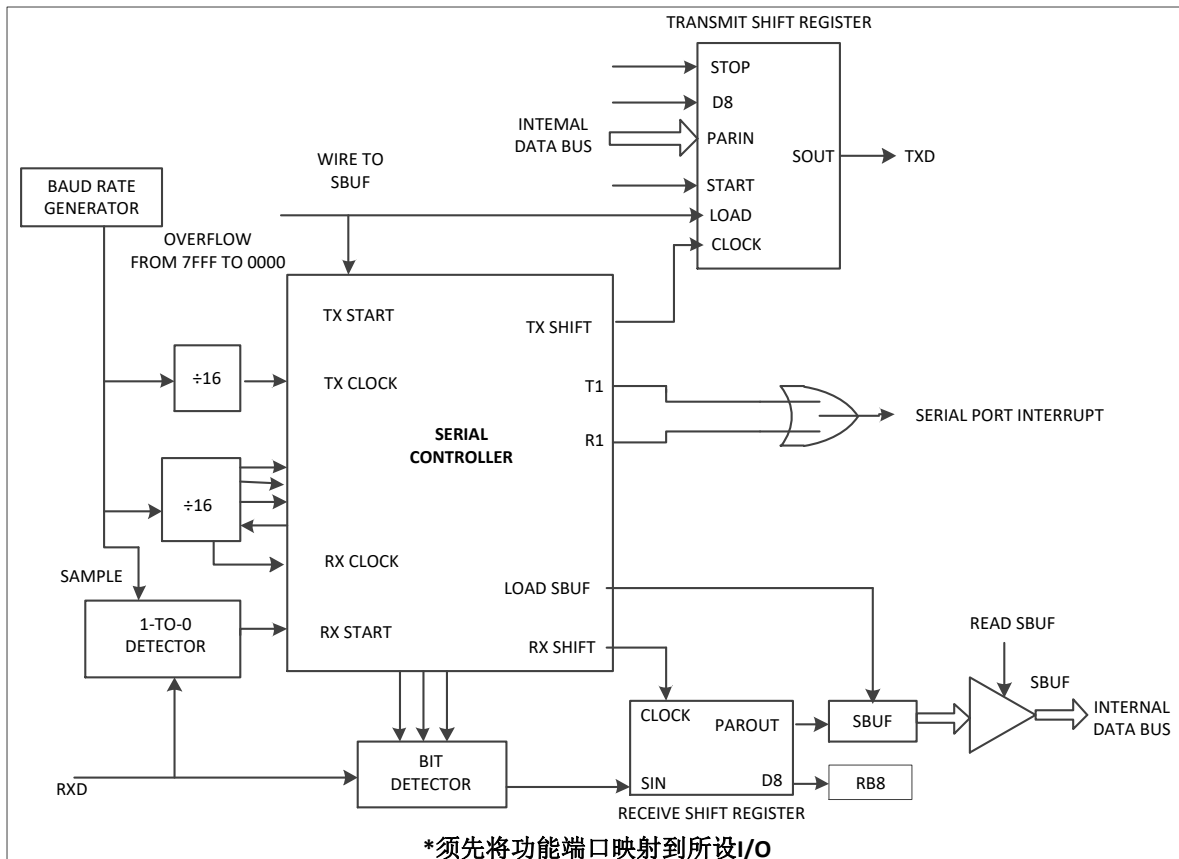 TRANSMIT SHIFT REGISTER
STOP
D8
INTEMAL
DATA BUS
PARIN
SOUT
TXD
WIRE TO
SBUF
START
BAUD RATE
GENERATOR
LOAD
OVERFLOW
FROM 7FFF TO 0000
CLOCK
TX START
TX SHIFT
÷16
TX CLOCK
T1
SERIAL PORT INTERRUPT
R1
SERIAL
CONTROLLER
÷16
RX CLOCK
SAMPLE
LOAD SBUF
1-TO-0
DETECTOR
RX START
READ SBUF
RX SHIFT
SBUF
CLOCK
PAROUT
SBUF
INTERNAL
DATA BUS
BIT
DETECTOR
RXD
SIN
D8
RB8
RECEIVE SHIFT REGISTER
*须先将功能端口映射到所设I/O